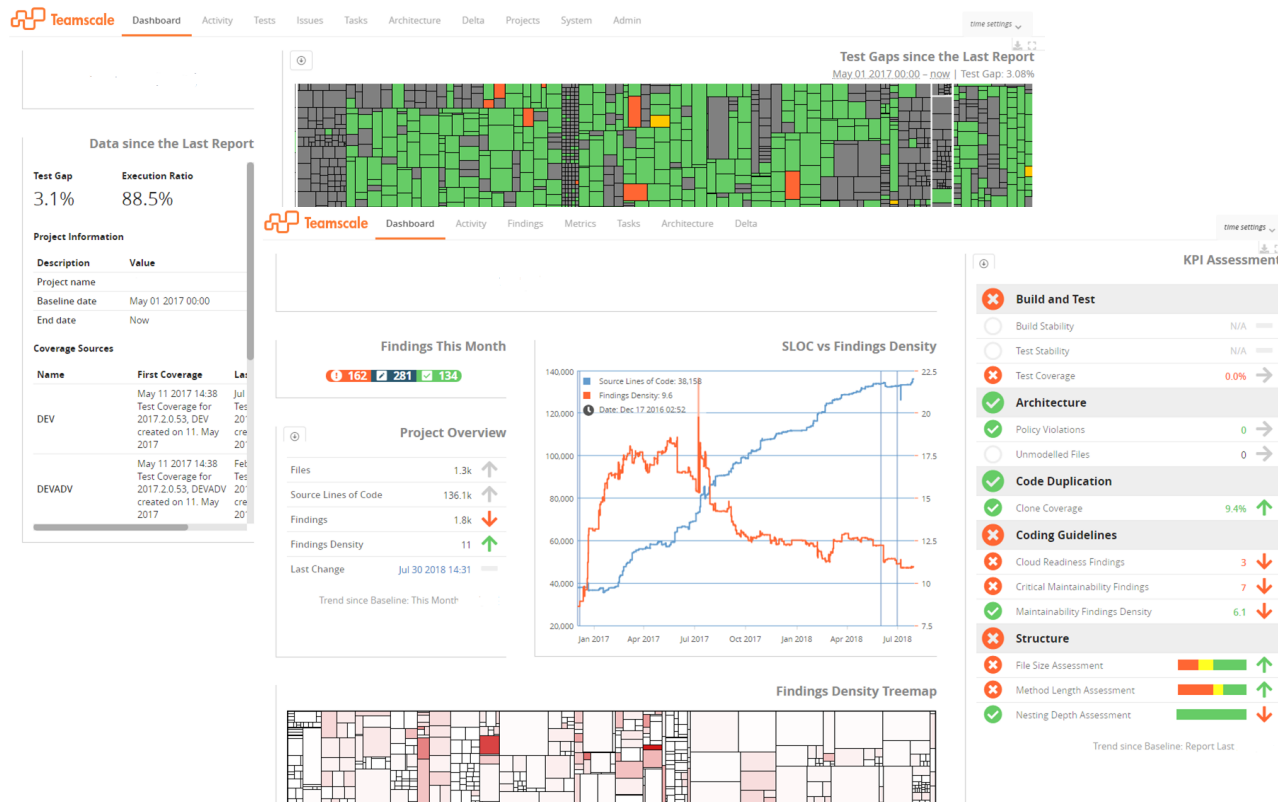 Teamscale Dashboard Activity Tests Issues Tasks Architecture Delta Projects System Admin
time settings
Test Gaps since the Last Report
May 01 2017 00:00 – now | Test Gap: 3.08%
Data since the Last Report
Test Gap Execution Ratio
3.1% 88.5%
Project Information
Description Value
Project name
Baseline date May 01 2017 00:00
End date Now
Coverage Sources
Name First Coverage Las
DEV
May 11 2017 14:38 Jul
Test Coverage for Tes
2017.2.0.53, DEV 201
created on 11. May cre
2017 201
DEVADV
May 11 2017 14:38 Feb
Test Coverage for Tes
2017.2.0.53, DEVADV 201
created on 11. May cre
2017 201
Teamscale Dashboard Activity Findings Metrics Tasks Architecture Delta
time settings
Findings This Month
162 281 134
Project Overview
Files 1.3k
Source Lines of Code 136.1k
Findings 1.8k
Findings Density 11
Last Change Jul 30 2018 14:31
Trend since Baseline: This Month
SLOC vs Findings Density
Source Lines of Code: 38,158
Findings Density: 9.6
Date: Dec 17 2016 02:52
140,000 22.5
120,000 20
100,000 17.5
80,000 15
60,000 12.5
40,000 10
20,000 7.5
Jan 2017 Apr 2017 Jul 2017 Oct 2017 Jan 2018 Apr 2018 Jul 2018
Findings Density Treemap
KPI Assessment
Build and Test
Build Stability N/A
Test Stability N/A
Test Coverage 0.0%
Architecture
Policy Violations 0
Unmodelled Files 0
Code Duplication
Clone Coverage 9.4%
Coding Guidelines
Cloud Readiness Findings 3
Critical Maintainability Findings 7
Maintainability Findings Density 6.1
Structure
File Size Assessment
Method Length Assessment
Nesting Depth Assessment
Trend since Baseline: Report Last